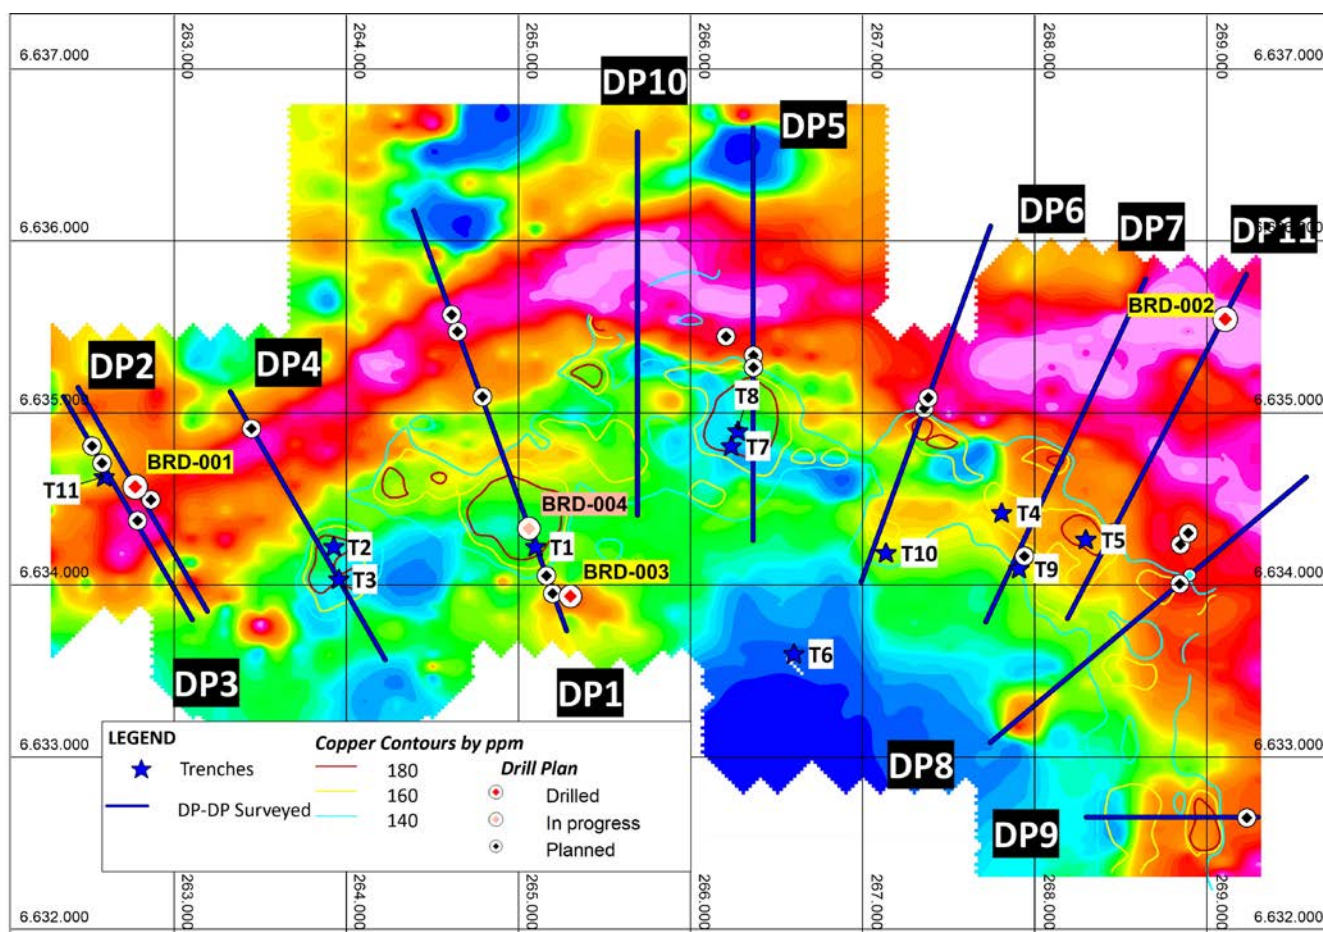 263.000
264.000
265.000
266.000
267.000
268.000
269.000
6.637.000
6.637.000
DP10
DP5
DP6
DP7
DP11
6.636.000
BRD-002
DP2
DP4
6.635.000
6.635.000
T8
T7
BRD-001
T11
BRD-004
T4
T5
T2
T1
T10
T9
T3
BRD-003
6.634.000
6.634.000
T6
DP3
DP1
DP8
DP9
6.633.000
6.633.000
LEGEND
Trenches
DP-DP Surveyed
Copper Contours by ppm
180
160
140
Drill Plan
Drilled
In progress
Planned
6.632.000
6.632.000
263.000
264.000
265.000
266.000
267.000
268.000
269.000